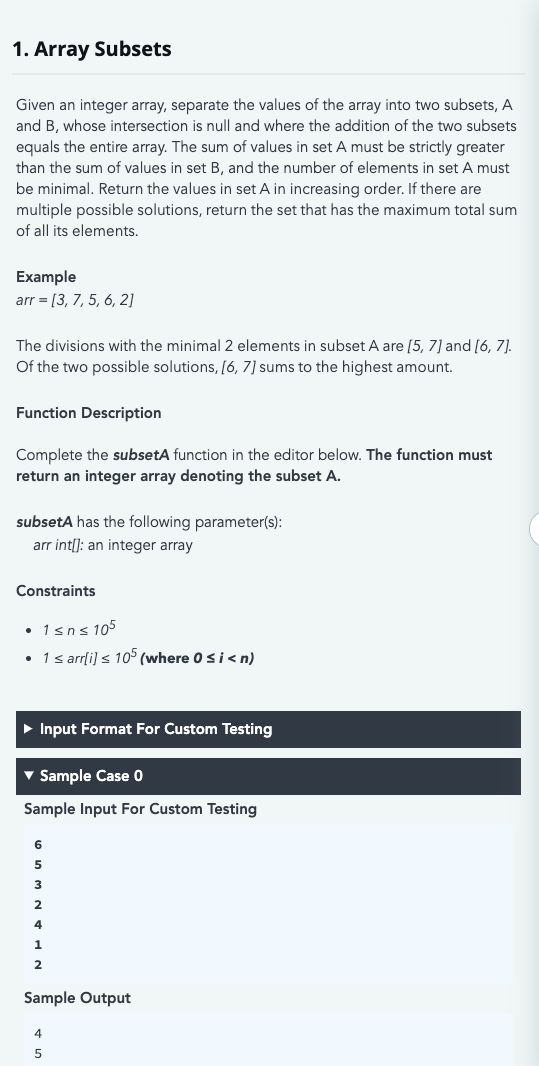 1. Array Subsets
Given an integer array, separate the values of the array into two subsets, A
and B, whose intersection is null and where the addition of the two subsets
equals the entire array. The sum of values in set A must be strictly greater
than the sum of values in set B, and the number of elements in set A must
be minimal. Return the values in set A in increasing order. If there are
multiple possible solutions, return the set that has the maximum total sum
of all its elements.
Example
arr = [3, 7, 5, 6, 2]
The divisions with the minimal 2 elements in subset A are [5, 7] and [6, 7].
Of the two possible solutions, [6, 7] sums to the highest amount.
Function Description
Complete the subsetA function in the editor below. The function must
return an integer array denoting the subset A.
subsetA has the following parameter(s):
arr int[]: an integer array
Constraints
• 1 ≤ n ≤ 10⁵
• 1 ≤ arr[i] ≤ 10⁵ (where 0 ≤ i < n)
▶ Input Format For Custom Testing
▼ Sample Case 0
Sample Input For Custom Testing
6
5
3
2
4
1
2
Sample Output
4
5